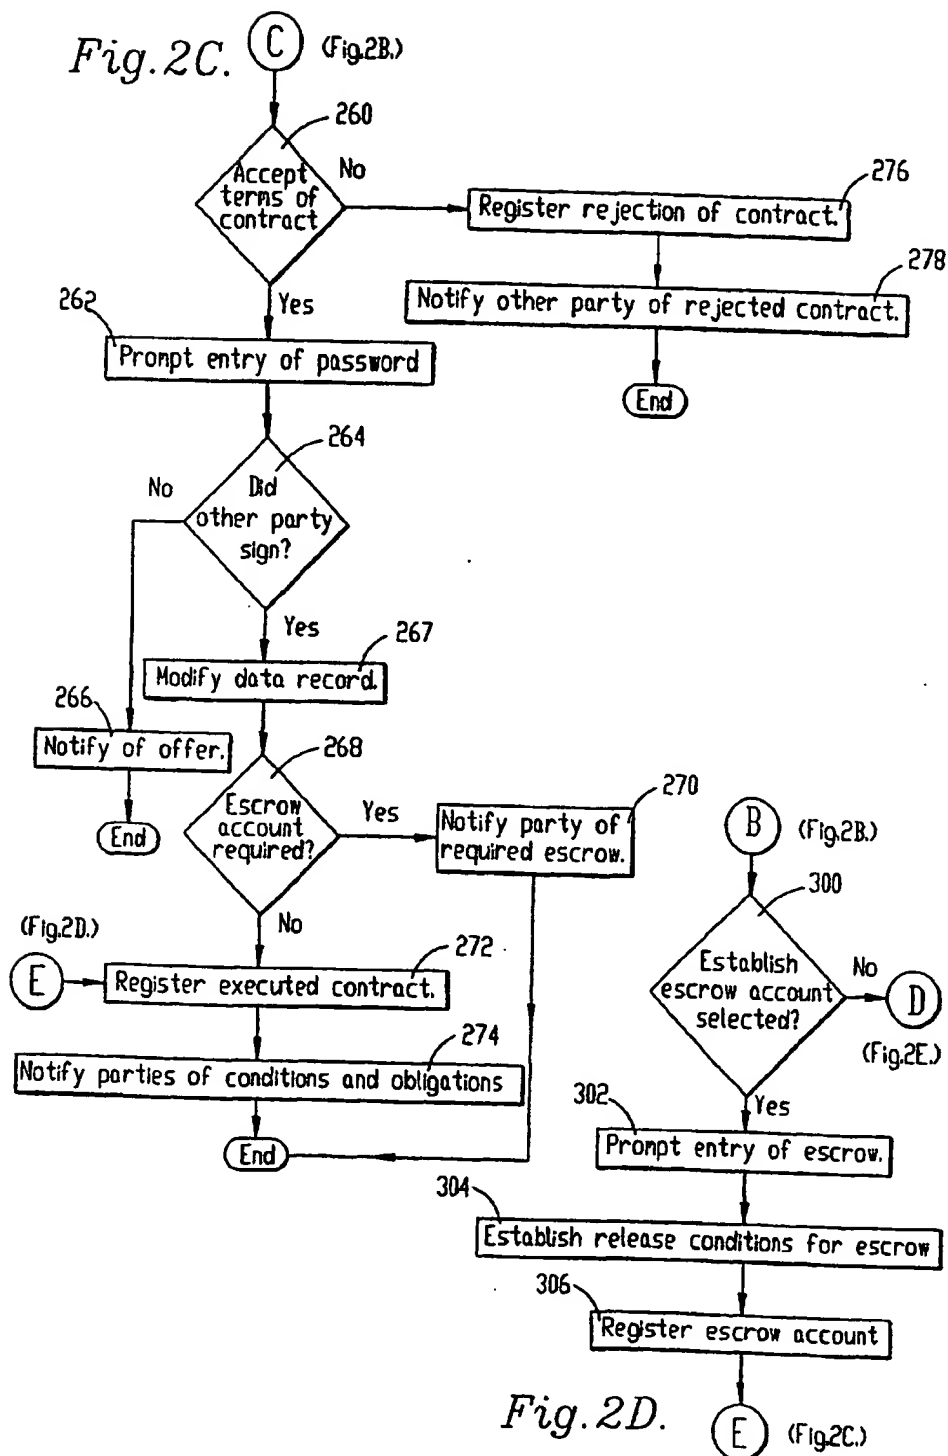 Fig.2C.
C
(Fig.2B.)
260
Accept
terms of
contract
No
276
Register rejection of contract.
278
Notify other party of rejected contract.
End
Yes
262
Prompt entry of password
264
Did
other party
sign?
No
Yes
267
Modify data record.
266
Notify of offer.
End
268
Escrow
account
required?
Yes
270
Notify party of
required escrow.
No
(Fig.2D.)
E
272
Register executed contract.
274
Notify parties of conditions and obligations
End
B
(Fig.2B.)
300
Establish
escrow account
selected?
No
D
(Fig.2E.)
Yes
302
Prompt entry of escrow.
304
Establish release conditions for escrow
306
Register escrow account
Fig.2D.
E
(Fig.2C.)